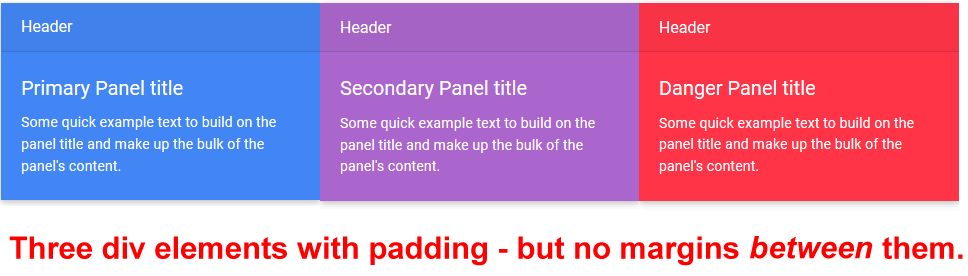 Header
Primary Panel title
Some quick example text to build on the
panel title and make up the bulk of the
panel's content.
Header
Secondary Panel title
Some quick example text to build on the
panel title and make up the bulk of the
panel's content.
Header
Danger Panel title
Some quick example text to build on the
panel title and make up the bulk of the
panel's content.
Three div elements with padding - but no margins between them.